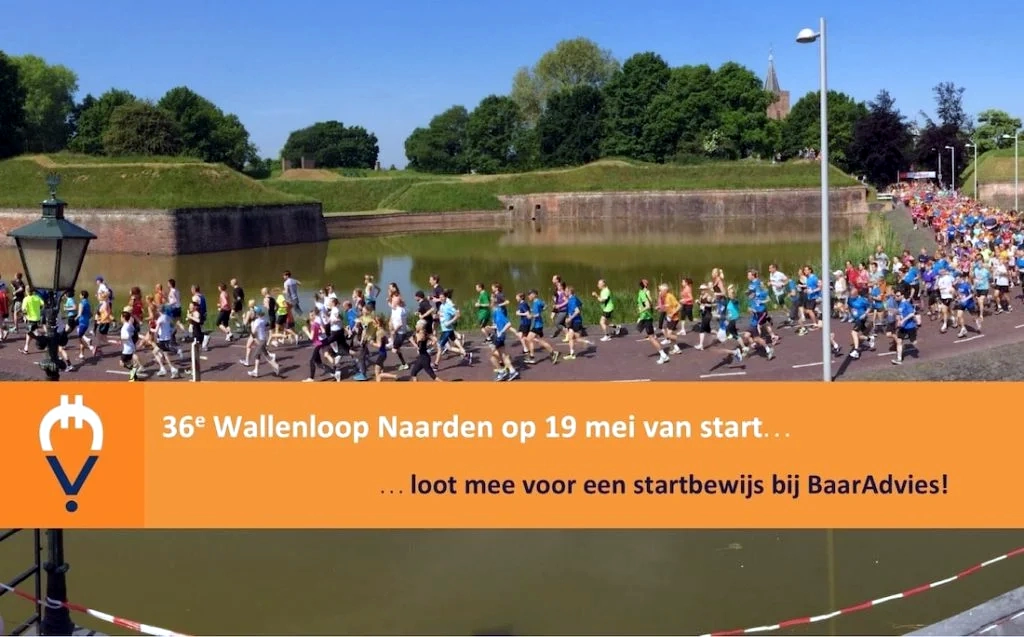 36e Wallenloop Naarden op 19 mei van start…
… loot mee voor een startbewijs bij BaarAdvies!